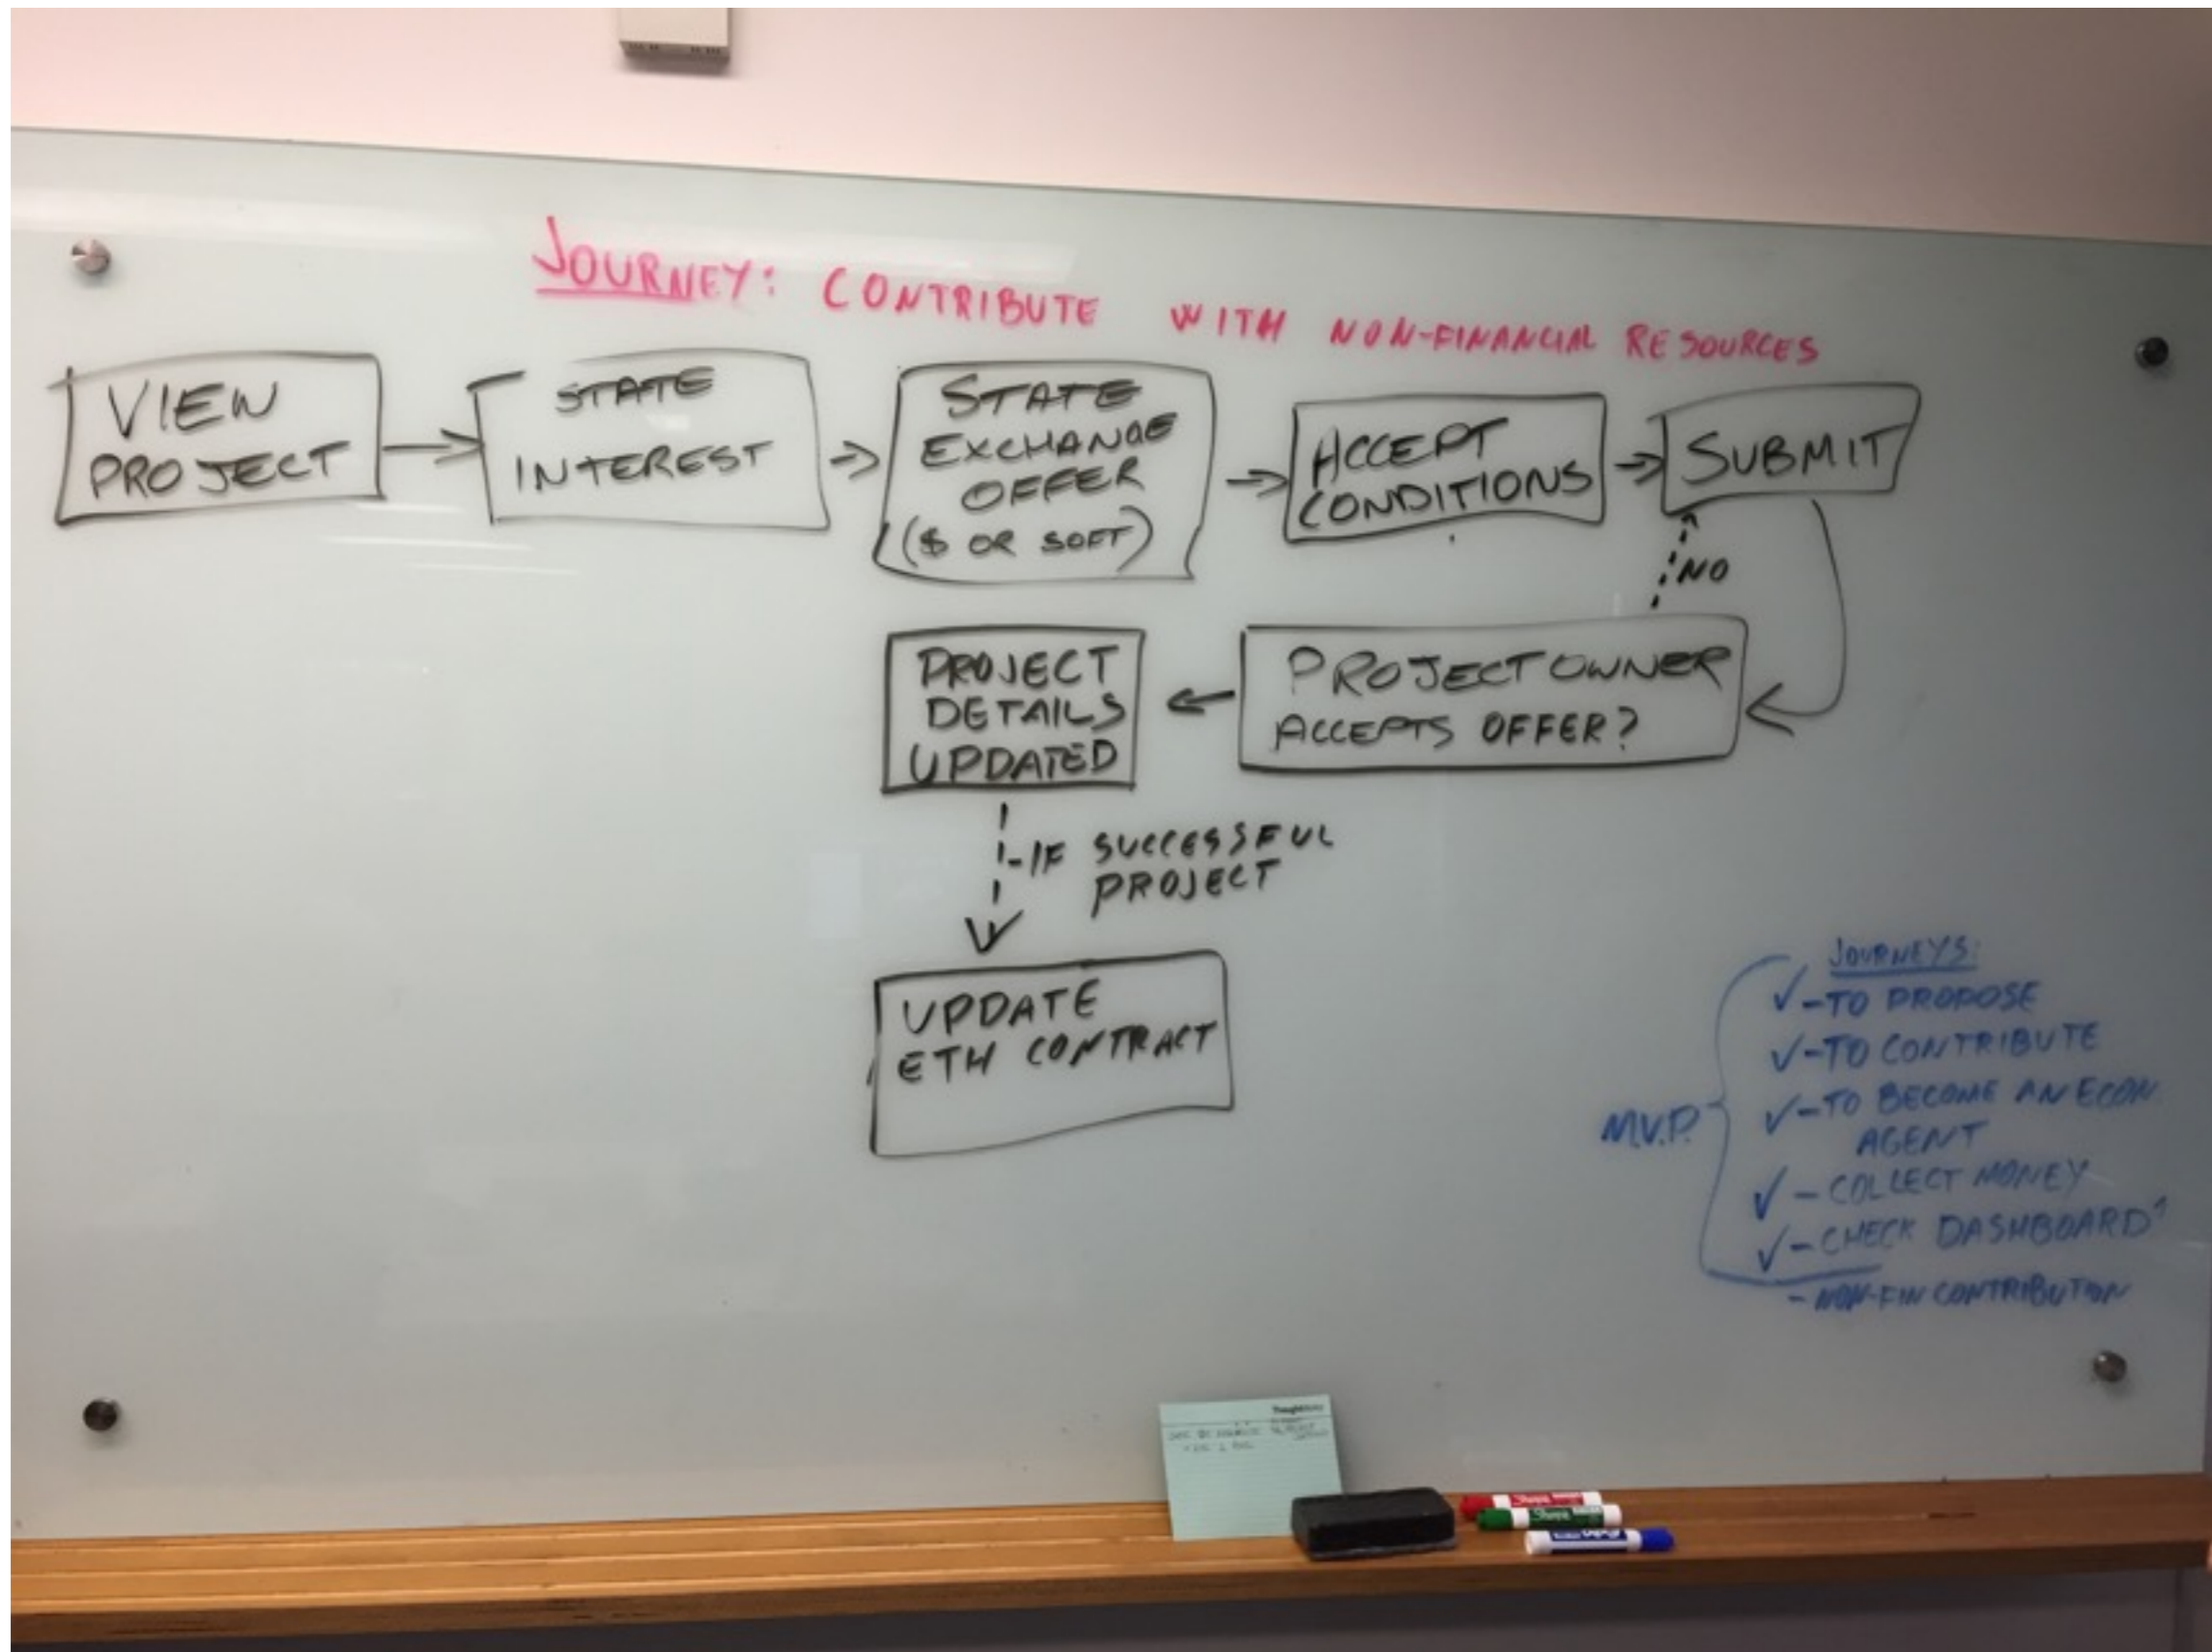 JOURNEY: CONTRIBUTE WITH NON-FINANCIAL RESOURCES
VIEW
PROJECT
STATE
INTEREST
STATE
EXCHANGE
OFFER
($ OR SOFT)
ACCEPT
CONDITIONS
SUBMIT
NO
PROJECT OWNER
ACCEPTS OFFER?
PROJECT
DETAILS
UPDATED
-IF SUCCESSFUL
PROJECT
UPDATE
ETH CONTRACT
M.V.P.
JOURNEYS:
✓-TO PROPOSE
✓-TO CONTRIBUTE
✓-TO BECOME AN ECON.
AGENT
✓-COLLECT MONEY
✓-CHECK DASHBOARD
-NON-FIN CONTRIBUTION